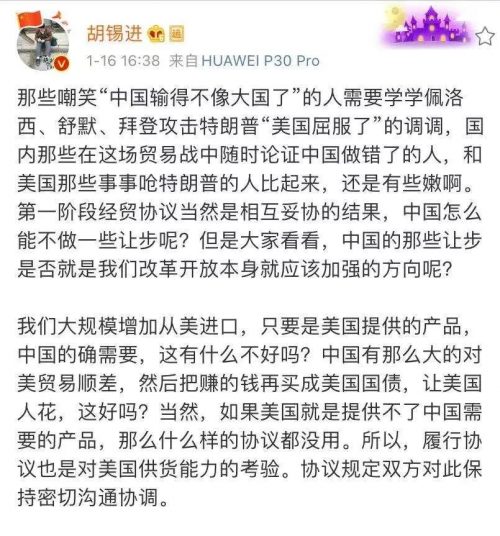 胡锡进
1-16 16:38 来自 HUAWEI P30 Pro
那些嘲笑“中国输得不像大国了”的人需要学学佩洛
西、舒默、拜登攻击特朗普“美国屈服了”的调调，国
内那些在这场贸易战中随时论证中国做错了的人，和
美国那些事事呛特朗普的人比起来，还是有些嫩啊。
第一阶段经贸协议当然是相互妥协的结果，中国怎么
能不做一些让步呢？但是大家看看，中国的那些让步
是否就是我们改革开放本身就应该加强的方向呢？
我们大规模增加从美进口，只要是美国提供的产品，
中国的确需要，这有什么不好吗？中国有那么大的对
美贸易顺差，然后把赚的钱再买成美国国债，让美国
人花，这好吗？当然，如果美国就是提供不了中国需
要的产品，那么什么样的协议都没用。所以，履行协
议也是对美国供货能力的考验。协议规定双方对此保
持密切沟通协调。